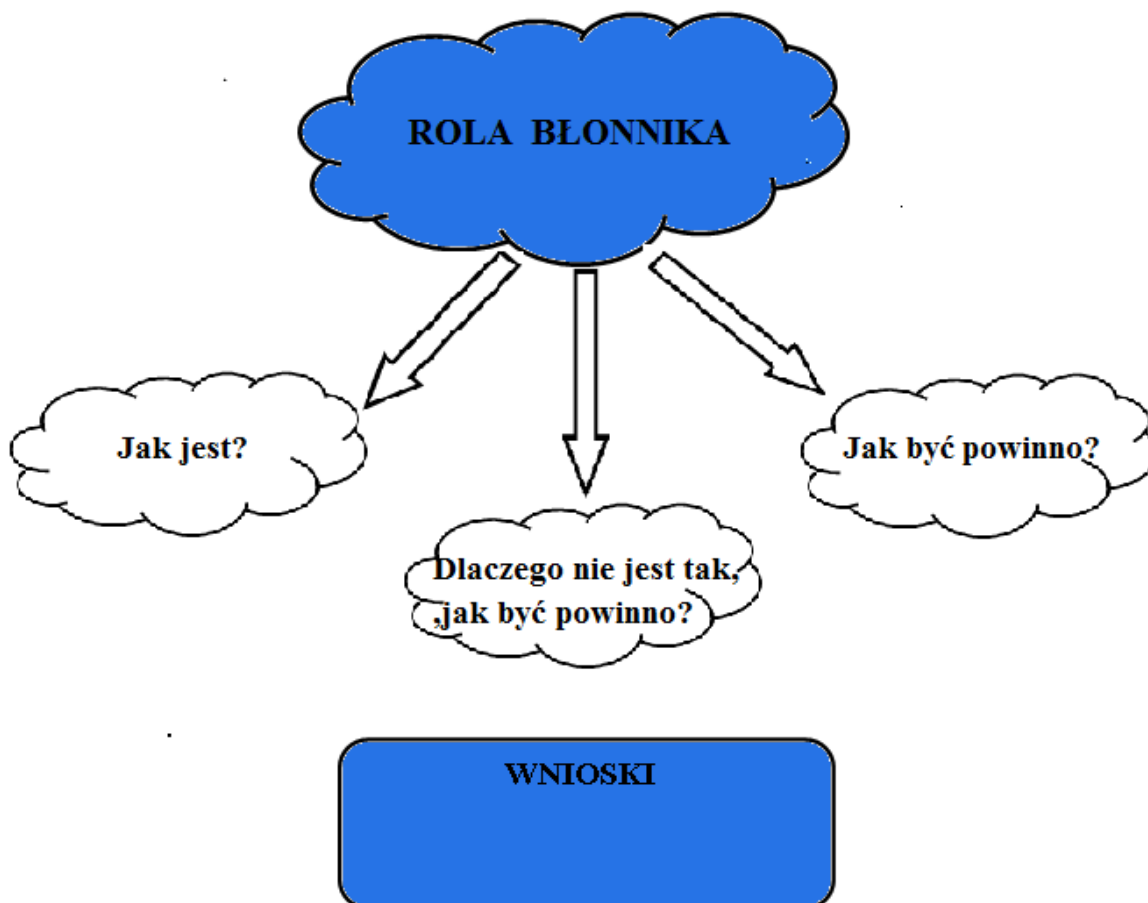 ROLA BŁONNIKA
Jak jest?
Jak być powinno?
Dlaczego nie jest tak,
,jak być powinno?
WNIOSKI